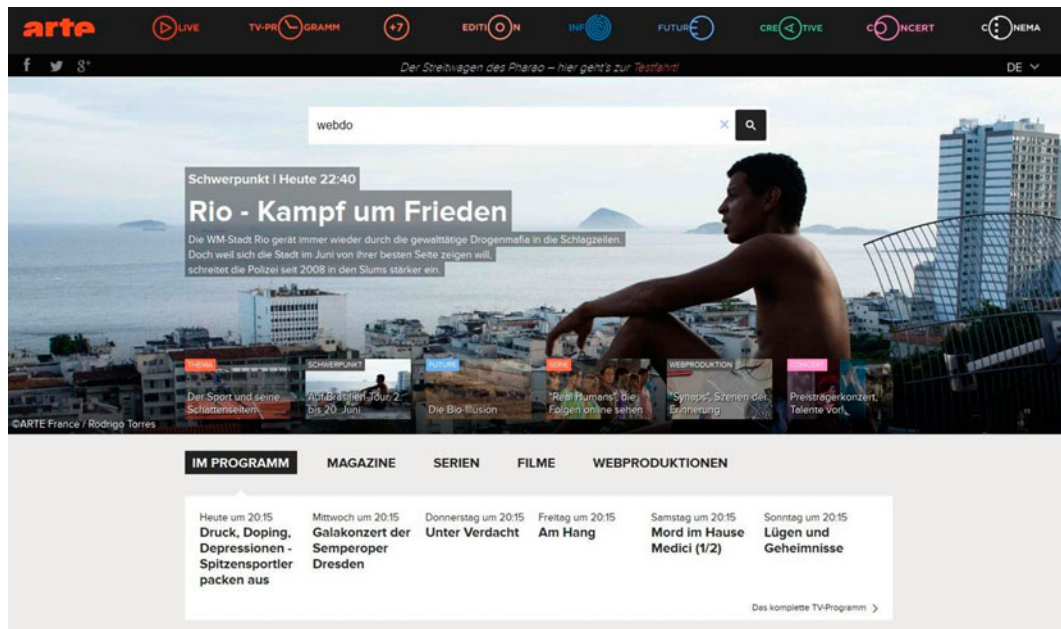 arte
LIVE
TV-PROGRAMM
+7
EDITION
INFO
FUTURE
CREATIVE
CONCERT
CINEMA
Der Streitwagen des Pharao – hier geht's zur Testfahrt!
DE
webdo
Schwerpunkt | Heute 22:40
Rio - Kampf um Frieden
Die WM-Stadt Rio gerät immer wieder durch die gewalttätige Drogenmafia in die Schlagzeilen.
Doch weil sich die Stadt im Juni von ihrer besten Seite zeigen will,
schreitet die Polizei seit 2008 in den Slums stärker ein.
THEMA
Der Sport und seine
Schattenseiten
SCHWERPUNKT
Auf Brasilien-Tour, 2.
bis 20. Juni
FUTURE
Die Bio-Illusion
SERIE
"Real Humans", die
Folgen online sehen
WEBPRODUKTION
"Synaps", Szenen der
Erinnerung
CONCERT
Preisträgerkonzert,
Talente vor!
©ARTE France / Rodrigo Torres
IM PROGRAMM
MAGAZINE
SERIEN
FILME
WEBPRODUKTIONEN
Heute um 20:15
Druck, Doping,
Depressionen -
Spitzensportler
packen aus
Mittwoch um 20:15
Galakonzert der
Semperoper
Dresden
Donnerstag um 20:15
Unter Verdacht
Freitag um 20:15
Am Hang
Samstag um 20:15
Mord im Hause
Medici (1/2)
Sonntag um 20:15
Lügen und
Geheimnisse
Das komplette TV-Programm